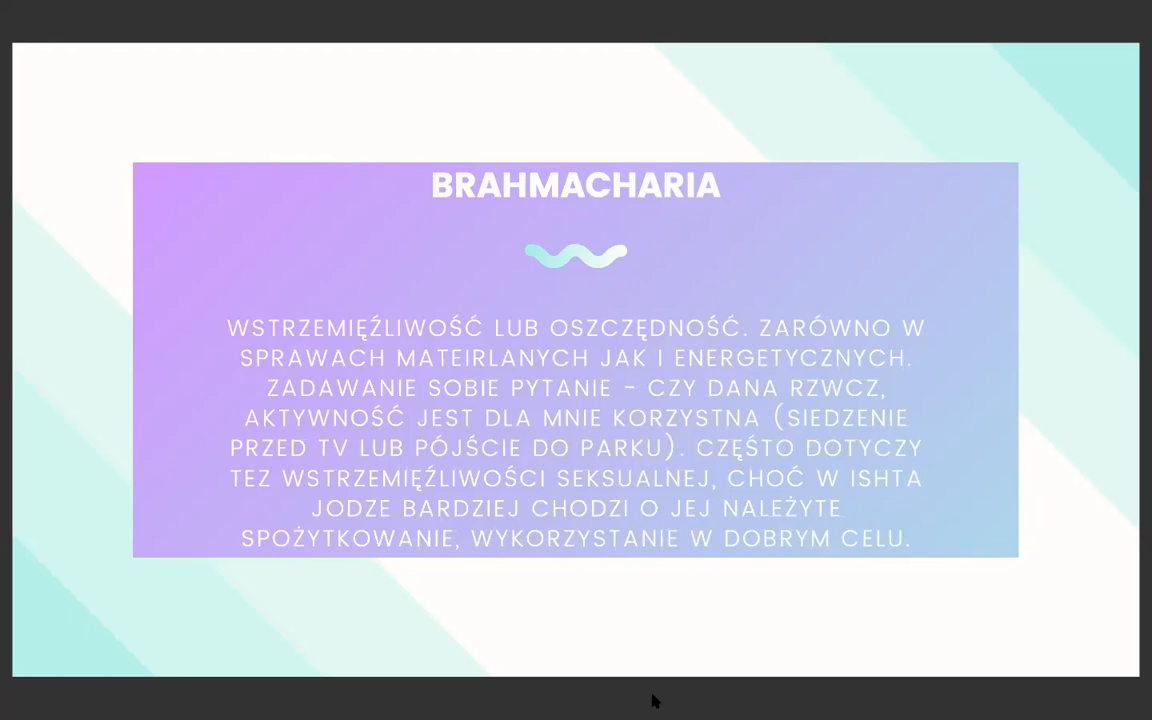 BRAHMACHARIA
WSTRZEMIĘŹLIWOŚĆ LUB OSZCZĘDNOŚĆ. ZARÓWNO W
SPRAWACH MATEIRLANYCH JAK I ENERGETYCZNYCH.
ZADAWANIE SOBIE PYTANIE - CZY DANA RZWCZ,
AKTYWNOŚĆ JEST DLA MNIE KORZYSTNA (SIEDZENIE
PRZED TV LUB PÓJŚCIE DO PARKU). CZĘŚTO DOTYCZY
TEZ WSTRZEMIĘŹLIWOŚCI SEKSUALNEJ, CHOĆ W ISHTA
JODZE BARDZIEJ CHODZI O JEJ NALEŻYTE
SPOŻYTKOWANIE, WYKORZYSTANIE W DOBRYM CELU.